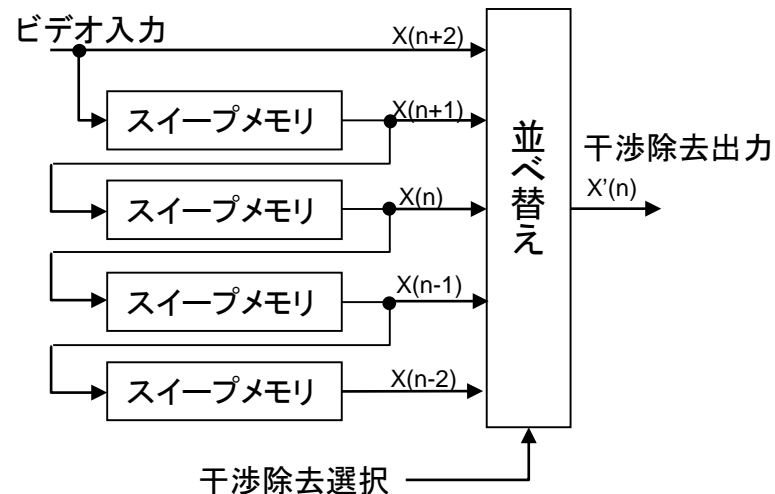 ビデオ入力
X(n+2)
スイープメモリ
X(n+1)
スイープメモリ
X(n)
スイープメモリ
X(n-1)
スイープメモリ
X(n-2)
並べ替え
干渉除去出力
X’(n)
干渉除去選択